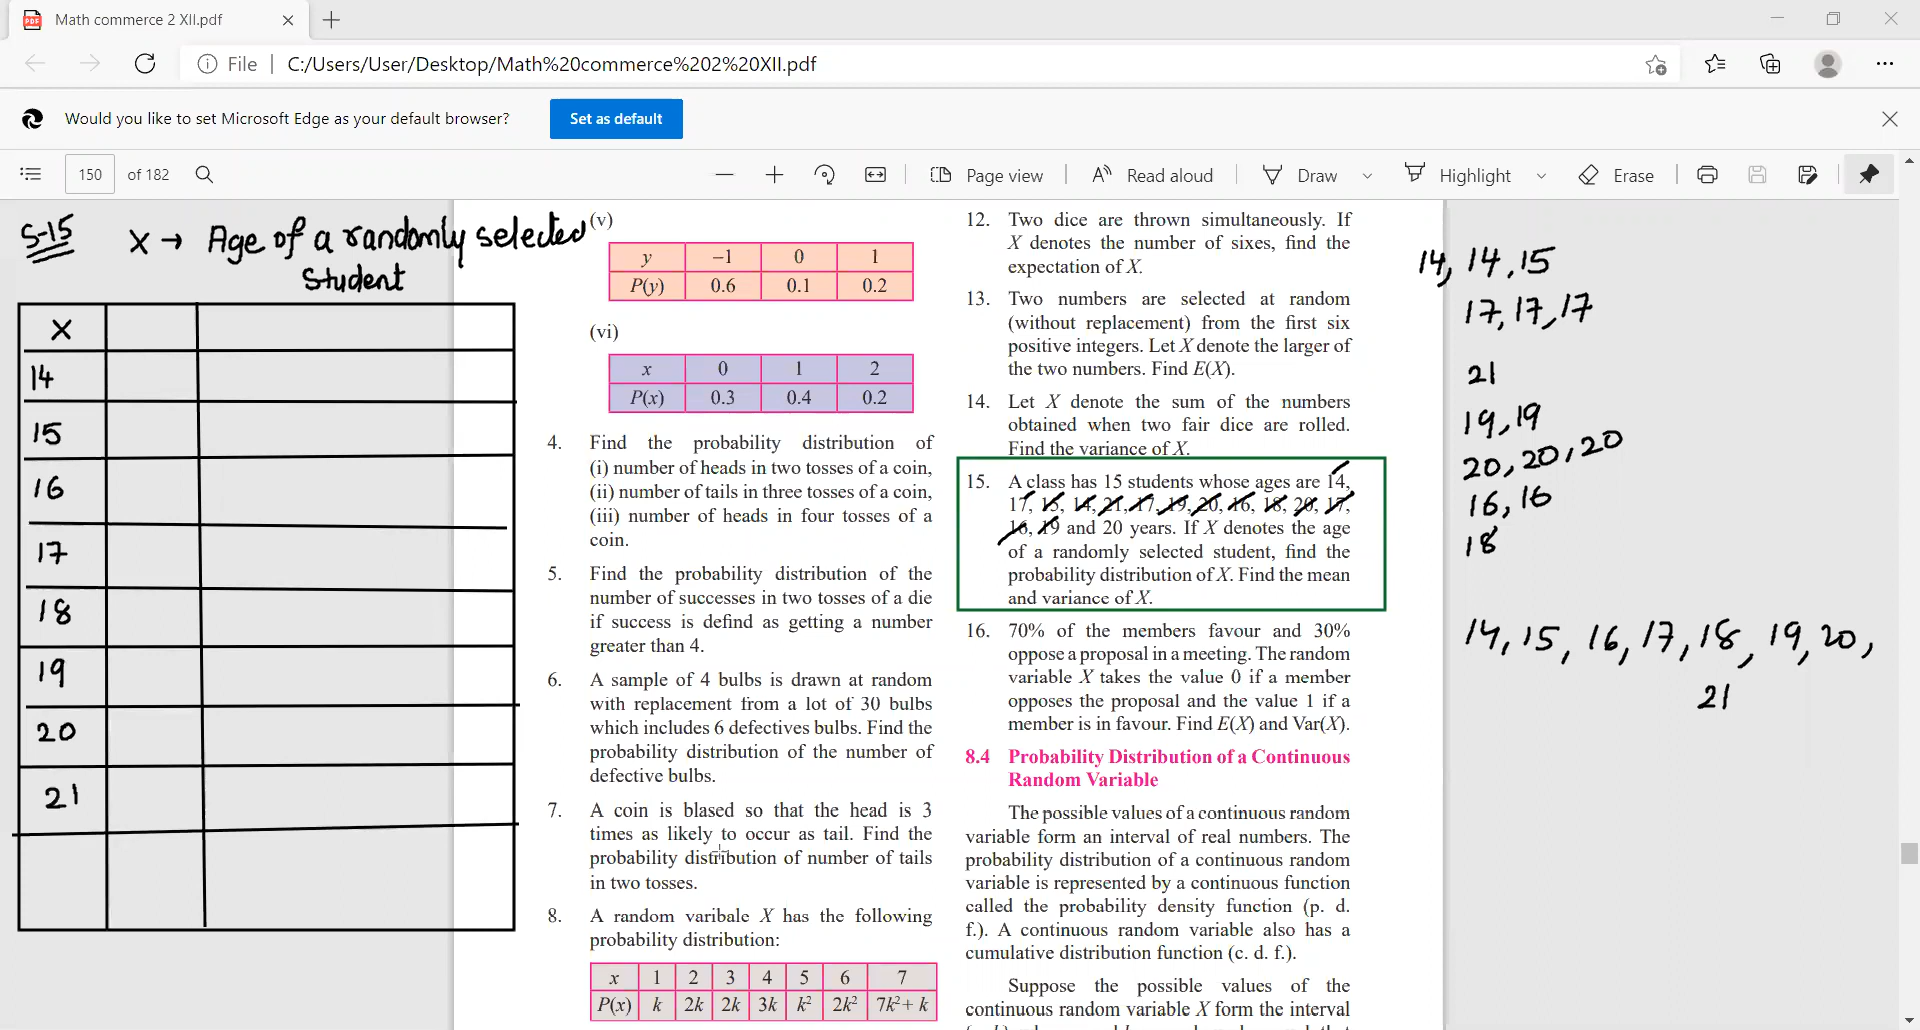 Math commerce 2 XII.pdf
File | C:/Users/User/Desktop/Math%20commerce%202%20XII.pdf
Would you like to set Microsoft Edge as your default browser? Set as default
150 of 182 Page view Read aloud Draw Highlight Erase
S-15 X → Age of a randomly selected
Student
X
14
15
16
17
18
19
20
21
(v)
y −1 0 1
P(y) 0.6 0.1 0.2
(vi)
x 0 1 2
P(x) 0.3 0.4 0.2
4. Find the probability distribution of
(i) number of heads in two tosses of a coin,
(ii) number of tails in three tosses of a coin,
(iii) number of heads in four tosses of a
coin.
5. Find the probability distribution of the
number of successes in two tosses of a die
if success is defind as getting a number
greater than 4.
6. A sample of 4 bulbs is drawn at random
with replacement from a lot of 30 bulbs
which includes 6 defectives bulbs. Find the
probability distribution of the number of
defective bulbs.
7. A coin is blased so that the head is 3
times as likely to occur as tail. Find the
probability distribution of number of tails
in two tosses.
8. A random varibale X has the following
probability distribution:
x 1 2 3 4 5 6 7
P(x) k 2k 2k 3k k² 2k² 7k²+ k
12. Two dice are thrown simultaneously. If
X denotes the number of sixes, find the
expectation of X.
13. Two numbers are selected at random
(without replacement) from the first six
positive integers. Let X denote the larger of
the two numbers. Find E(X).
14. Let X denote the sum of the numbers
obtained when two fair dice are rolled.
Find the variance of X.
15. A class has 15 students whose ages are 14,
17, 15, 14, 21, 17, 19, 20, 16, 18, 20, 17,
16, 19 and 20 years. If X denotes the age
of a randomly selected student, find the
probability distribution of X. Find the mean
and variance of X.
16. 70% of the members favour and 30%
oppose a proposal in a meeting. The random
variable X takes the value 0 if a member
opposes the proposal and the value 1 if a
member is in favour. Find E(X) and Var(X).
8.4 Probability Distribution of a Continuous
Random Variable
The possible values of a continuous random
variable form an interval of real numbers. The
probability distribution of a continuous random
variable is represented by a continuous function
called the probability density function (p. d.
f.). A continuous random variable also has a
cumulative distribution function (c. d. f.).
Suppose the possible values of the
continuous random variable X form the interval
14, 14, 15
17, 17, 17
21
19, 19
20, 20, 20
16, 16
18
14, 15, 16, 17, 18, 19, 20,
21